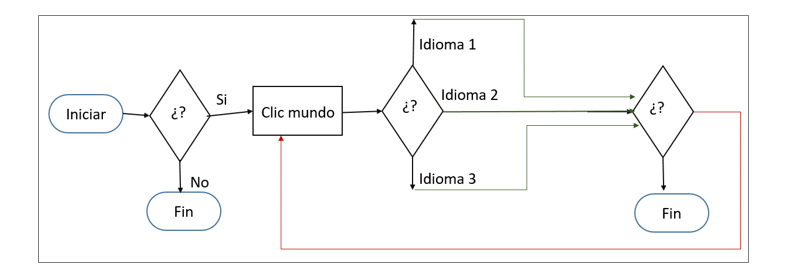 Iniciar
¿?
Si
No
Fin
Clic mundo
¿?
Idioma 1
Idioma 2
Idioma 3
¿?
Fin